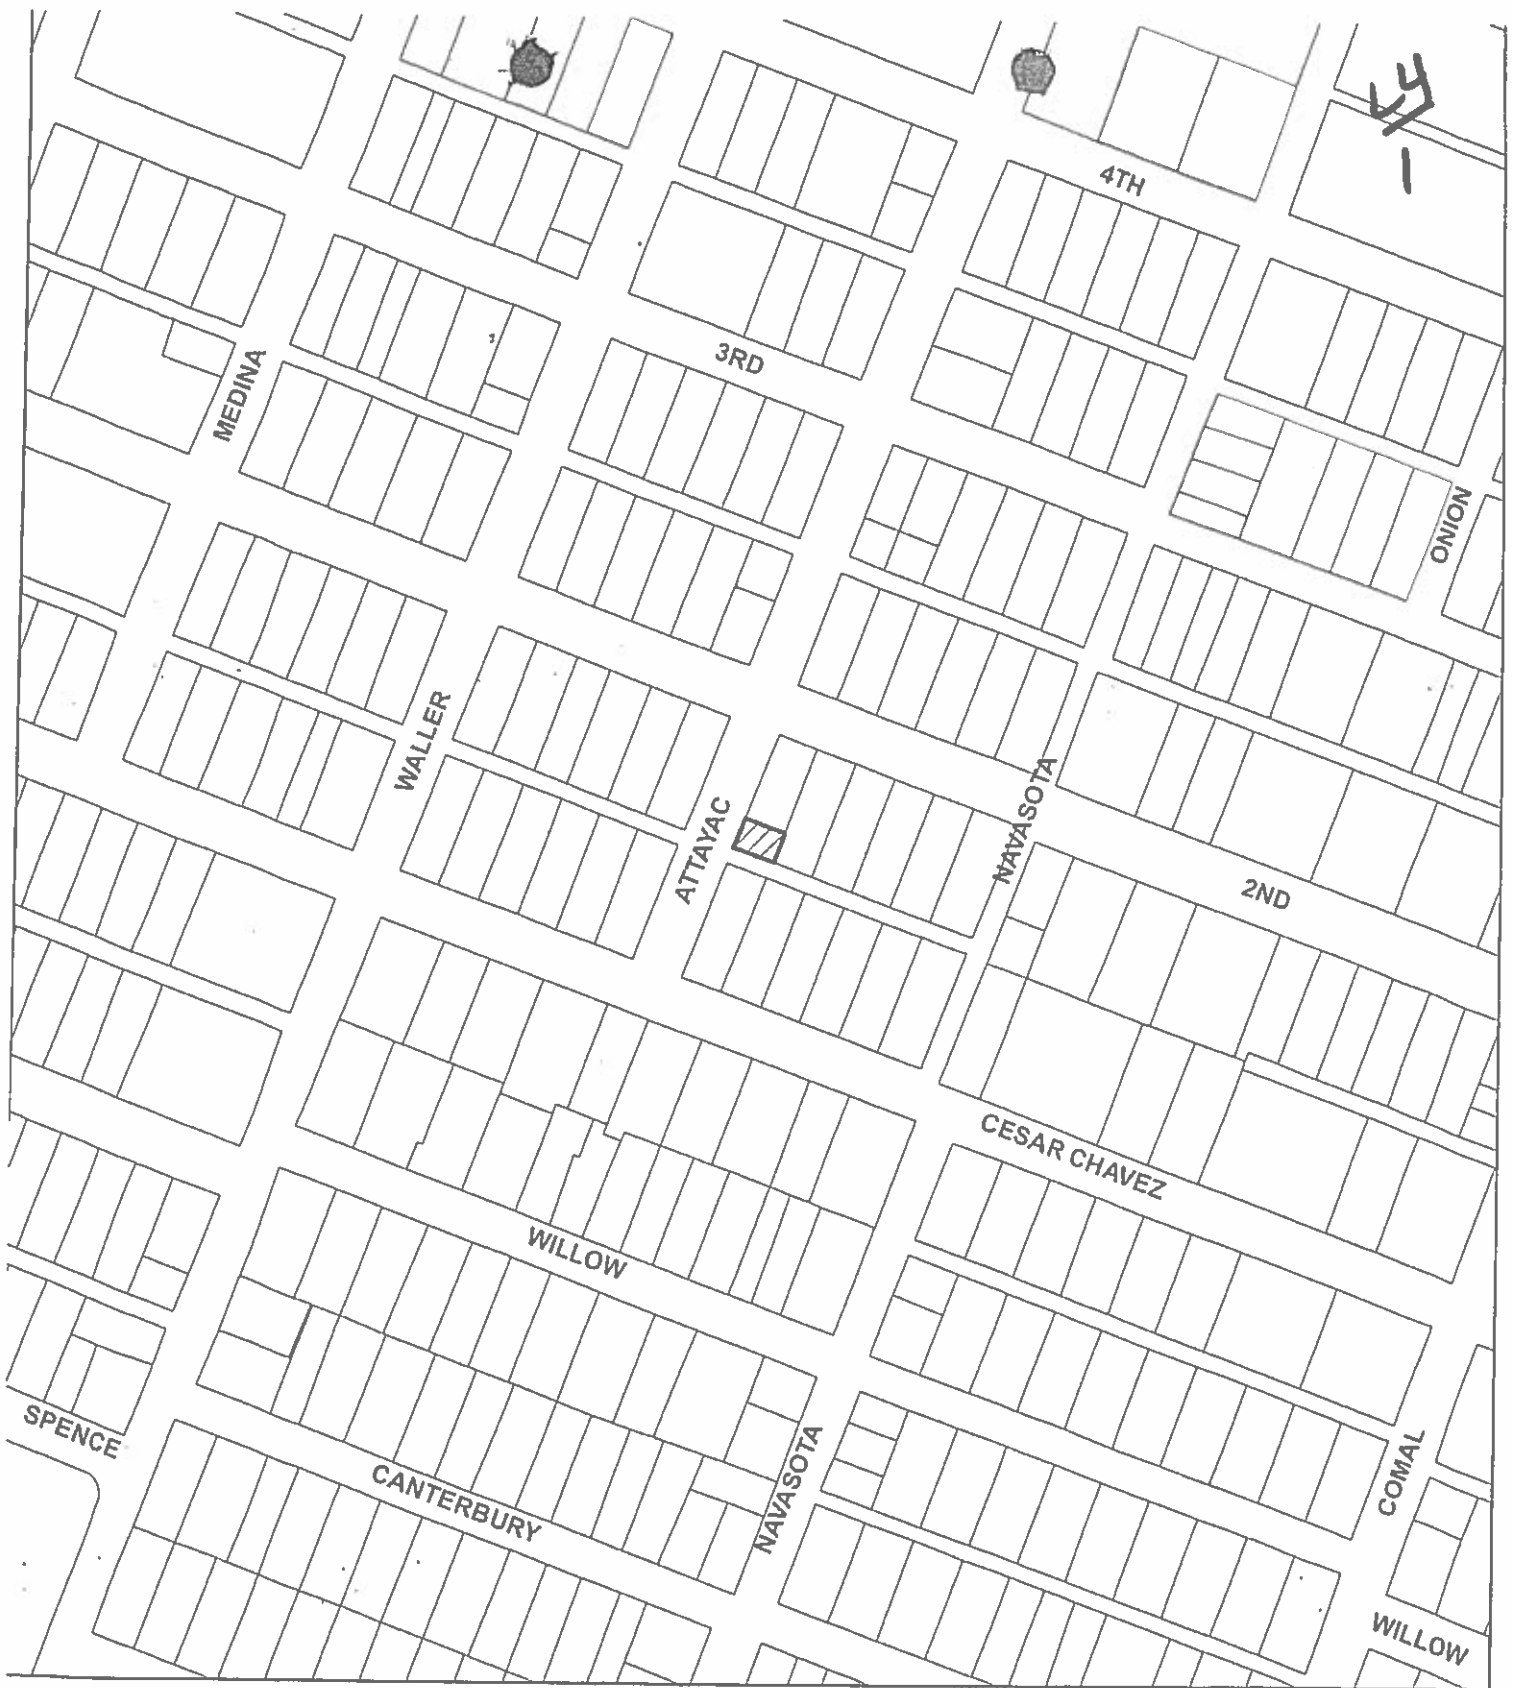 4TH
3RD
MEDINA
ONION
WALLER
NAVASOTA
ATTAYAC
2ND
CESAR CHAVEZ
WILLOW
SPENCE
CANTERBURY
NAVASOTA
COMAL
WILLOW